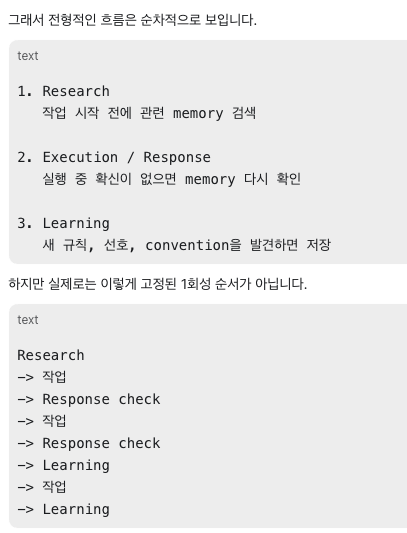 그래서 전형적인 흐름은 순차적으로 보입니다.
text
1. Research
작업 시작 전에 관련 memory 검색
2. Execution / Response
실행 중 확신이 없으면 memory 다시 확인
3. Learning
새 규칙, 선호, convention을 발견하면 저장
하지만 실제로는 이렇게 고정된 1회성 순서가 아닙니다.
text
Research
-> 작업
-> Response check
-> 작업
-> Response check
-> Learning
-> 작업
-> Learning